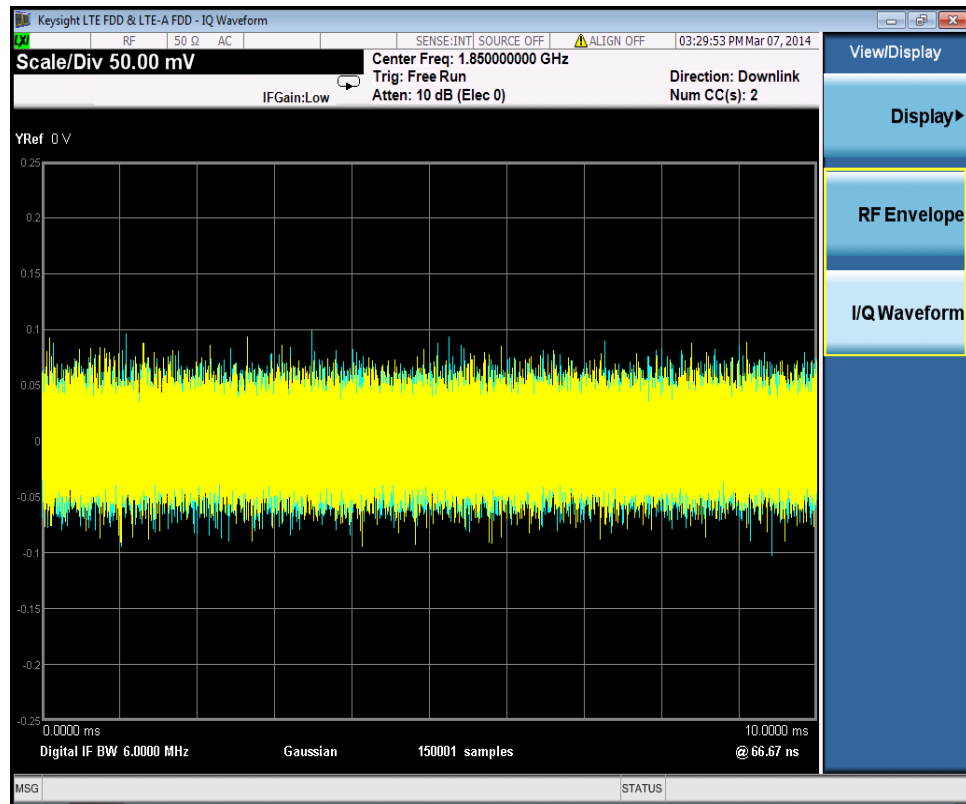 Keysight LTE FDD & LTE-A FDD - IQ Waveform
LXI RF 50 Ω AC SENSE:INT SOURCE OFF ALIGN OFF 03:29:53 PM Mar 07, 2014
Scale/Div 50.00 mV
Center Freq: 1.850000000 GHz
Trig: Free Run
Direction: Downlink
IFGain:Low
Atten: 10 dB (Elec 0)
Num CC(s): 2
View/Display
Display
RF Envelope
I/Q Waveform
YRef 0 V
0.25
0.2
0.15
0.1
0.05
0
-0.05
-0.1
-0.15
-0.2
-0.25
0.0000 ms 10.0000 ms
Digital IF BW 6.0000 MHz Gaussian 150001 samples @ 66.67 ns
MSG STATUS